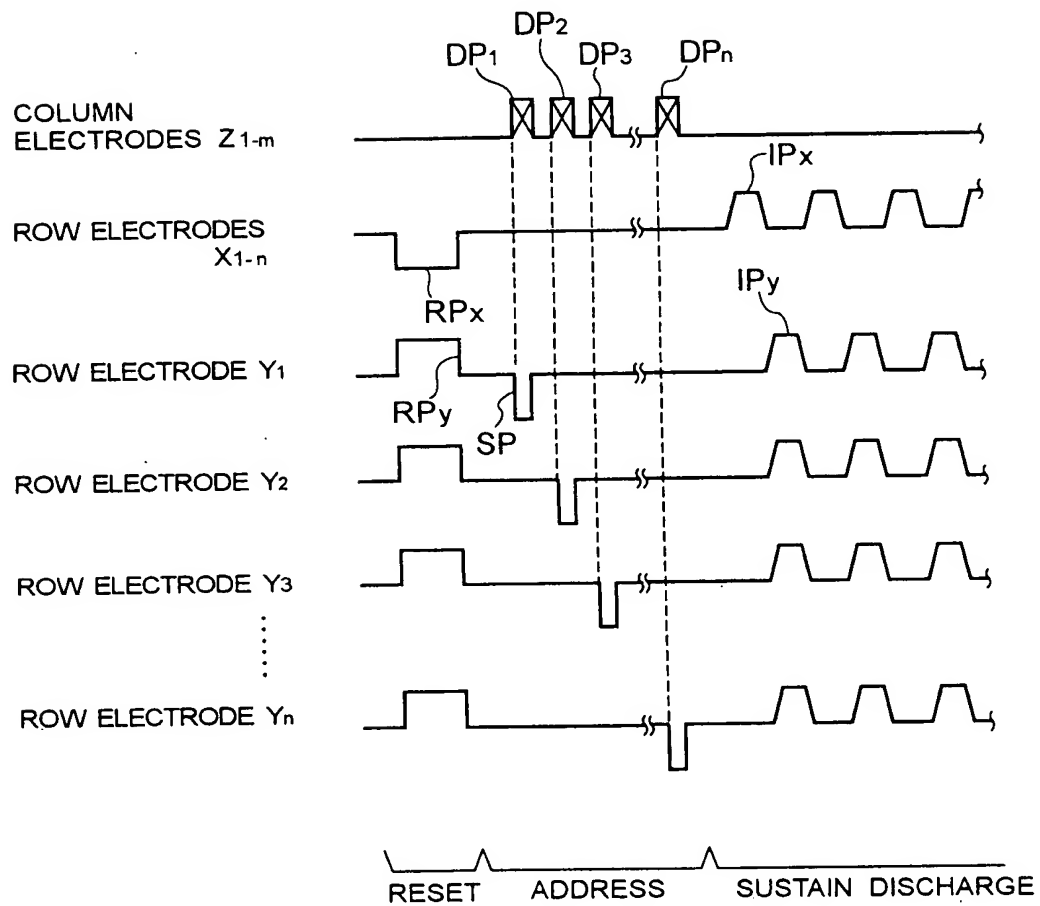 DP2
DP1
DP3
DPn
COLUMN
ELECTRODES Z1-m
IPx
ROW ELECTRODES
X1-n
RPx
IPy
ROW ELECTRODE Y1
RPy
SP
ROW ELECTRODE Y2
ROW ELECTRODE Y3
ROW ELECTRODE Yn
RESET ADDRESS SUSTAIN DISCHARGE